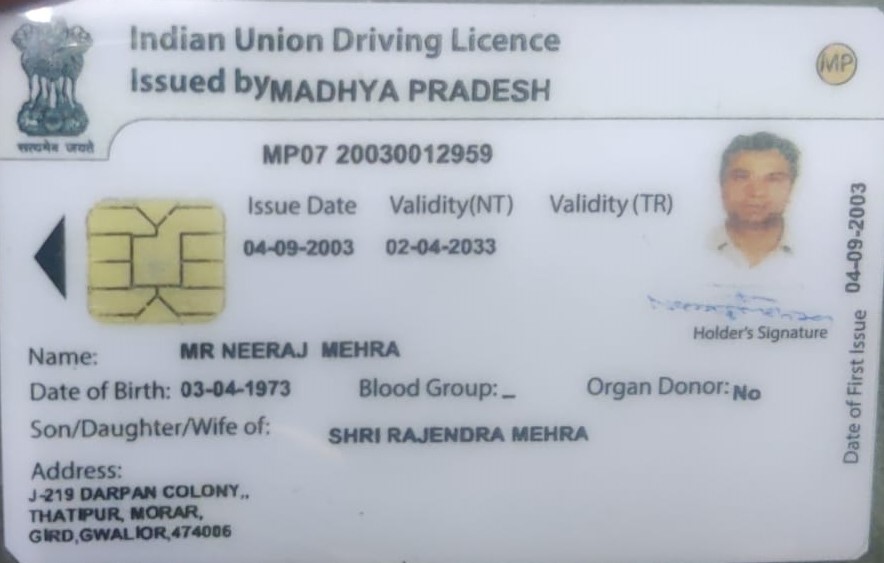 Indian Union Driving Licence
Issued by MADHYA PRADESH
MP
सत्यमेव जयते
MP07 20030012959
Issue Date Validity(NT) Validity (TR)
04-09-2003 02-04-2033
Neeraj Mehra
Holder's Signature
Date of First Issue 04-09-2003
Name: MR NEERAJ MEHRA
Date of Birth: 03-04-1973 Blood Group: _ Organ Donor: No
Son/Daughter/Wife of: SHRI RAJENDRA MEHRA
Address:
J-219 DARPAN COLONY,,
THATIPUR, MORAR,
GIRD,GWALIOR,474006